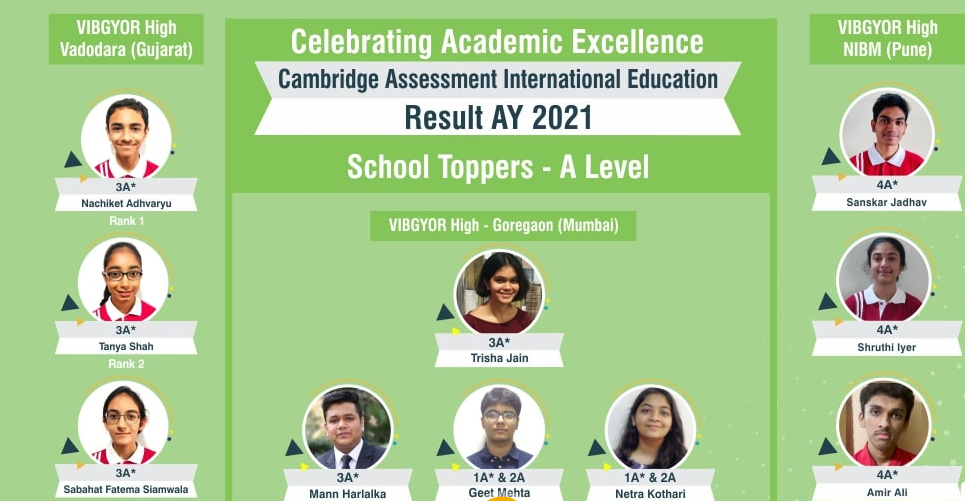 VIBGYOR High
Vadodara (Gujarat)
3A*
Nachiket Adhvaryu
Rank 1
3A*
Tanya Shah
Rank 2
3A*
Sabahat Fatema Siamwala
Celebrating Academic Excellence
Cambridge Assessment International Education
Result AY 2021
School Toppers - A Level
VIBGYOR High - Goregaon (Mumbai)
3A*
Trisha Jain
3A*
Mann Harlalka
1A* & 2A
Geet Mehta
1A* & 2A
Netra Kothari
VIBGYOR High
NIBM (Pune)
4A*
Sanskar Jadhav
4A*
Shruthi Iyer
4A*
Amir Ali